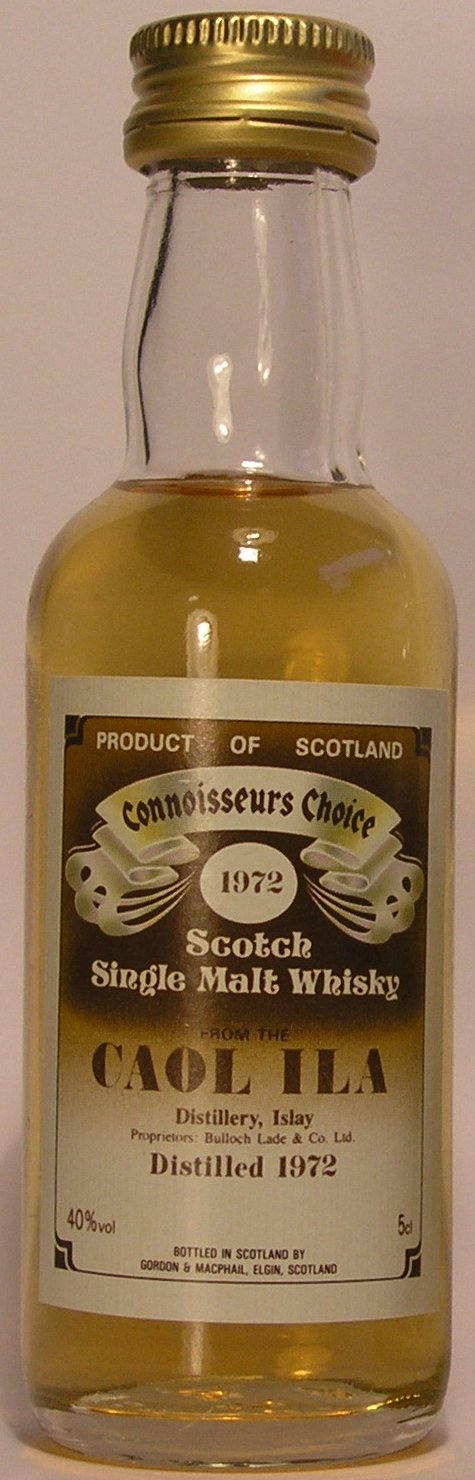 PRODUCT OF SCOTLAND
Connoisseurs Choice
1972
Scotch
Single Malt Whisky
FROM THE
CAOL ILA
Distillery, Islay
Proprietors: Bulloch Lade & Co. Ltd.
Distilled 1972
40%vol 5cl
BOTTLED IN SCOTLAND BY
GORDON & MACPHAIL, ELGIN, SCOTLAND